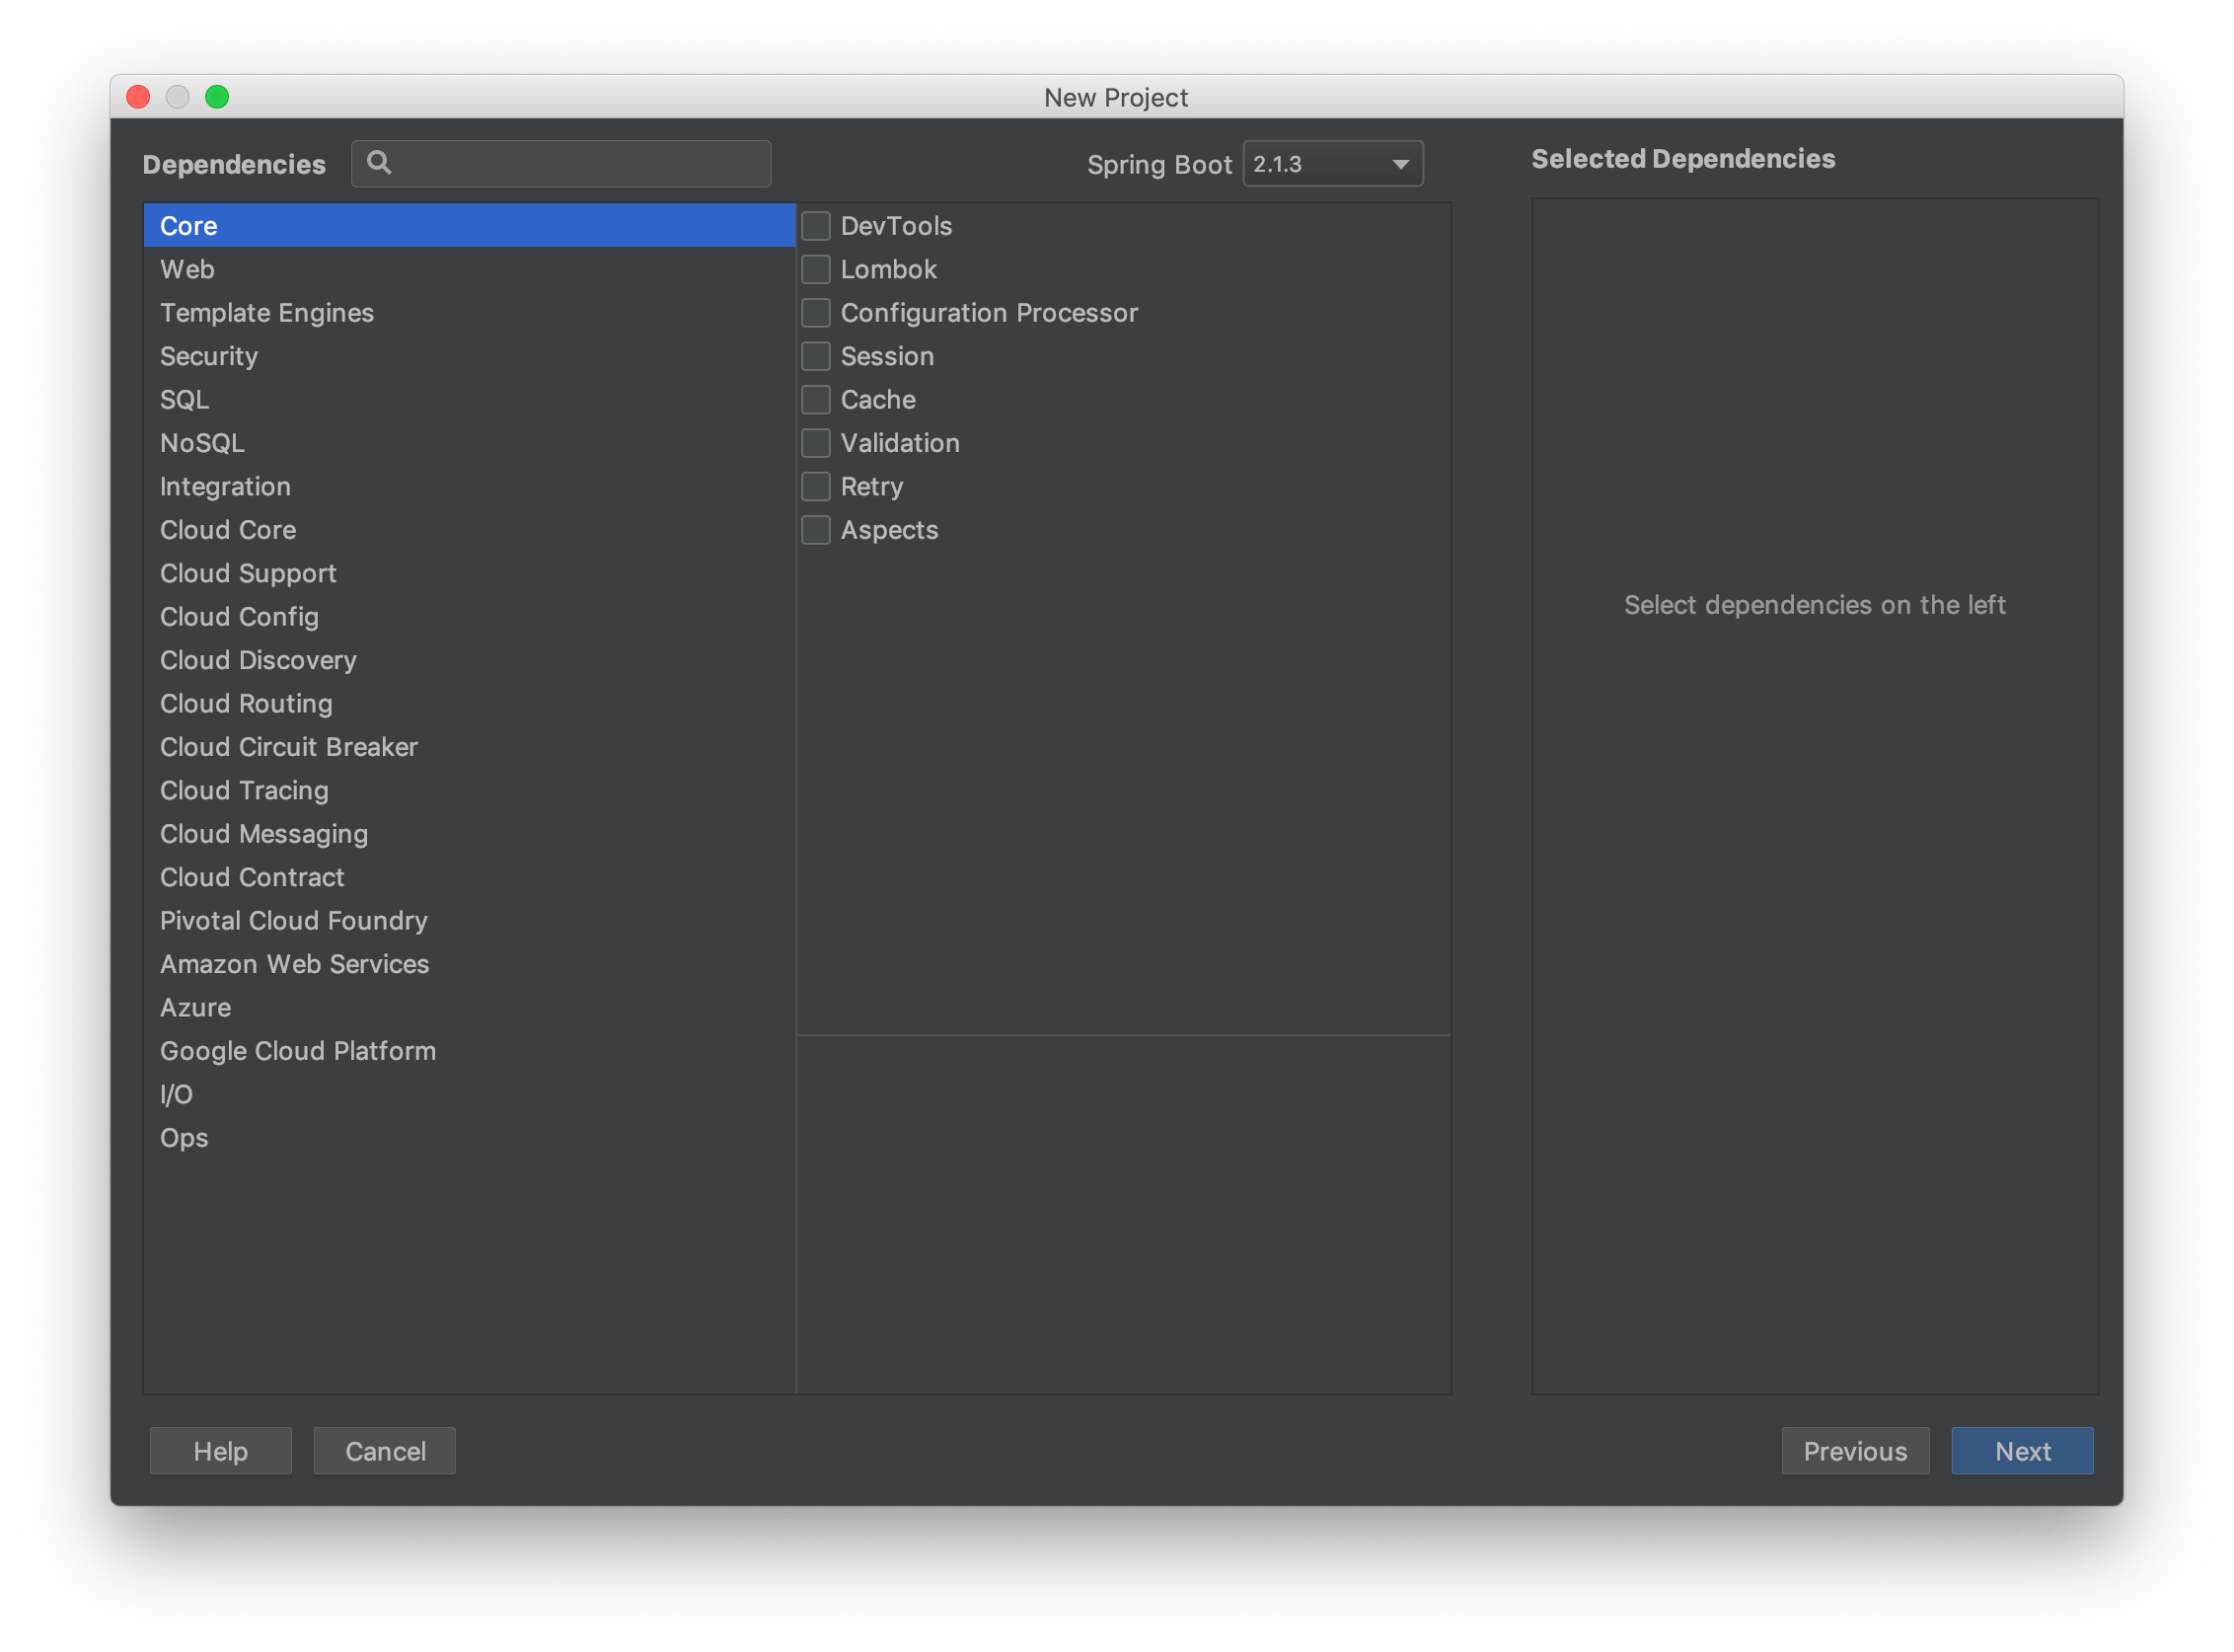 New Project
Dependencies
Spring Boot 2.1.3
Selected Dependencies
Core
Web
Template Engines
Security
SQL
NoSQL
Integration
Cloud Core
Cloud Support
Cloud Config
Cloud Discovery
Cloud Routing
Cloud Circuit Breaker
Cloud Tracing
Cloud Messaging
Cloud Contract
Pivotal Cloud Foundry
Amazon Web Services
Azure
Google Cloud Platform
I/O
Ops
DevTools
Lombok
Configuration Processor
Session
Cache
Validation
Retry
Aspects
Select dependencies on the left
Help
Cancel
Previous
Next